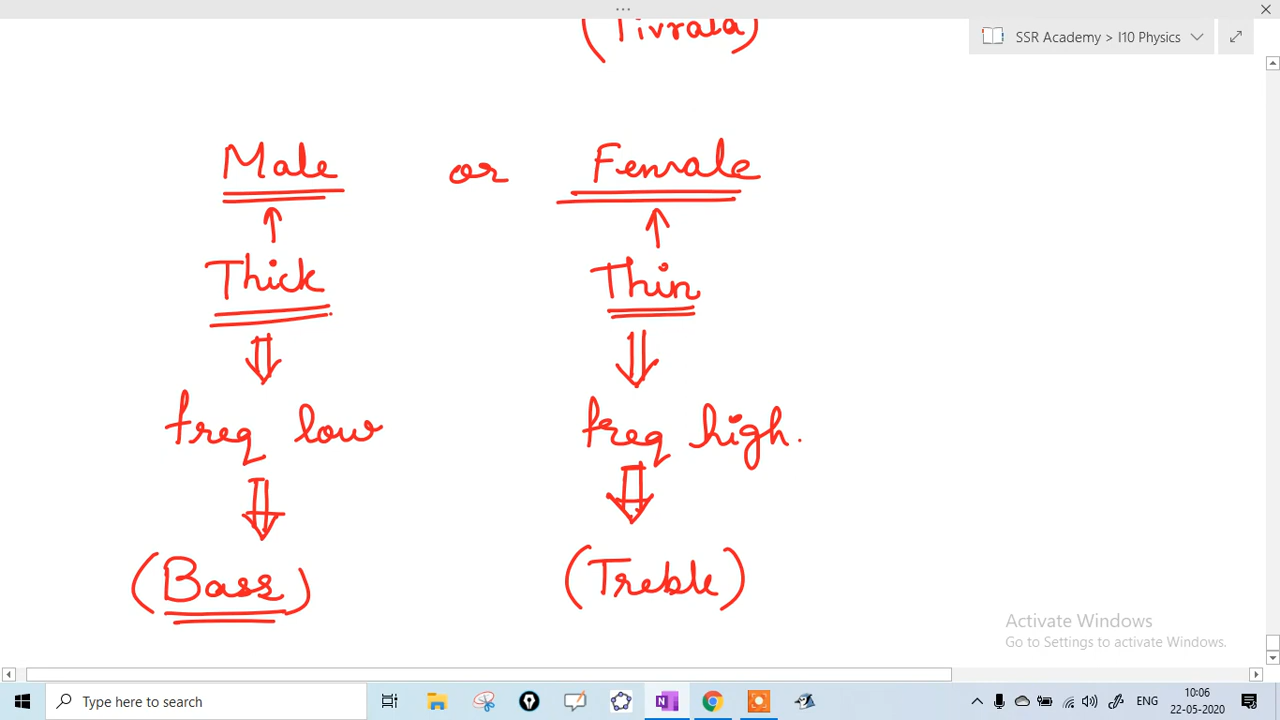 (Tivrata)
SSR Academy > I10 Physics
Male or Female
Thick Thin
freq low freq high.
(Bass) (Treble)
Activate Windows
Go to Settings to activate Windows.
Type here to search
10:06
22-05-2020